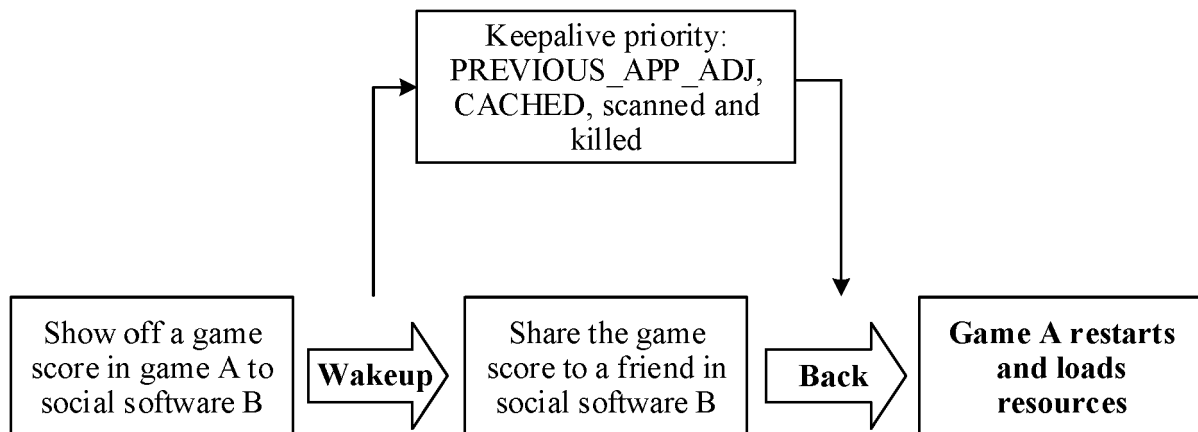 Keepalive priority:
PREVIOUS_APP_ADJ,
CACHED, scanned and
killed
Show off a game
score in game A to
social software B
Wakeup
Share the game
score to a friend in
social software B
Back
Game A restarts
and loads
resources